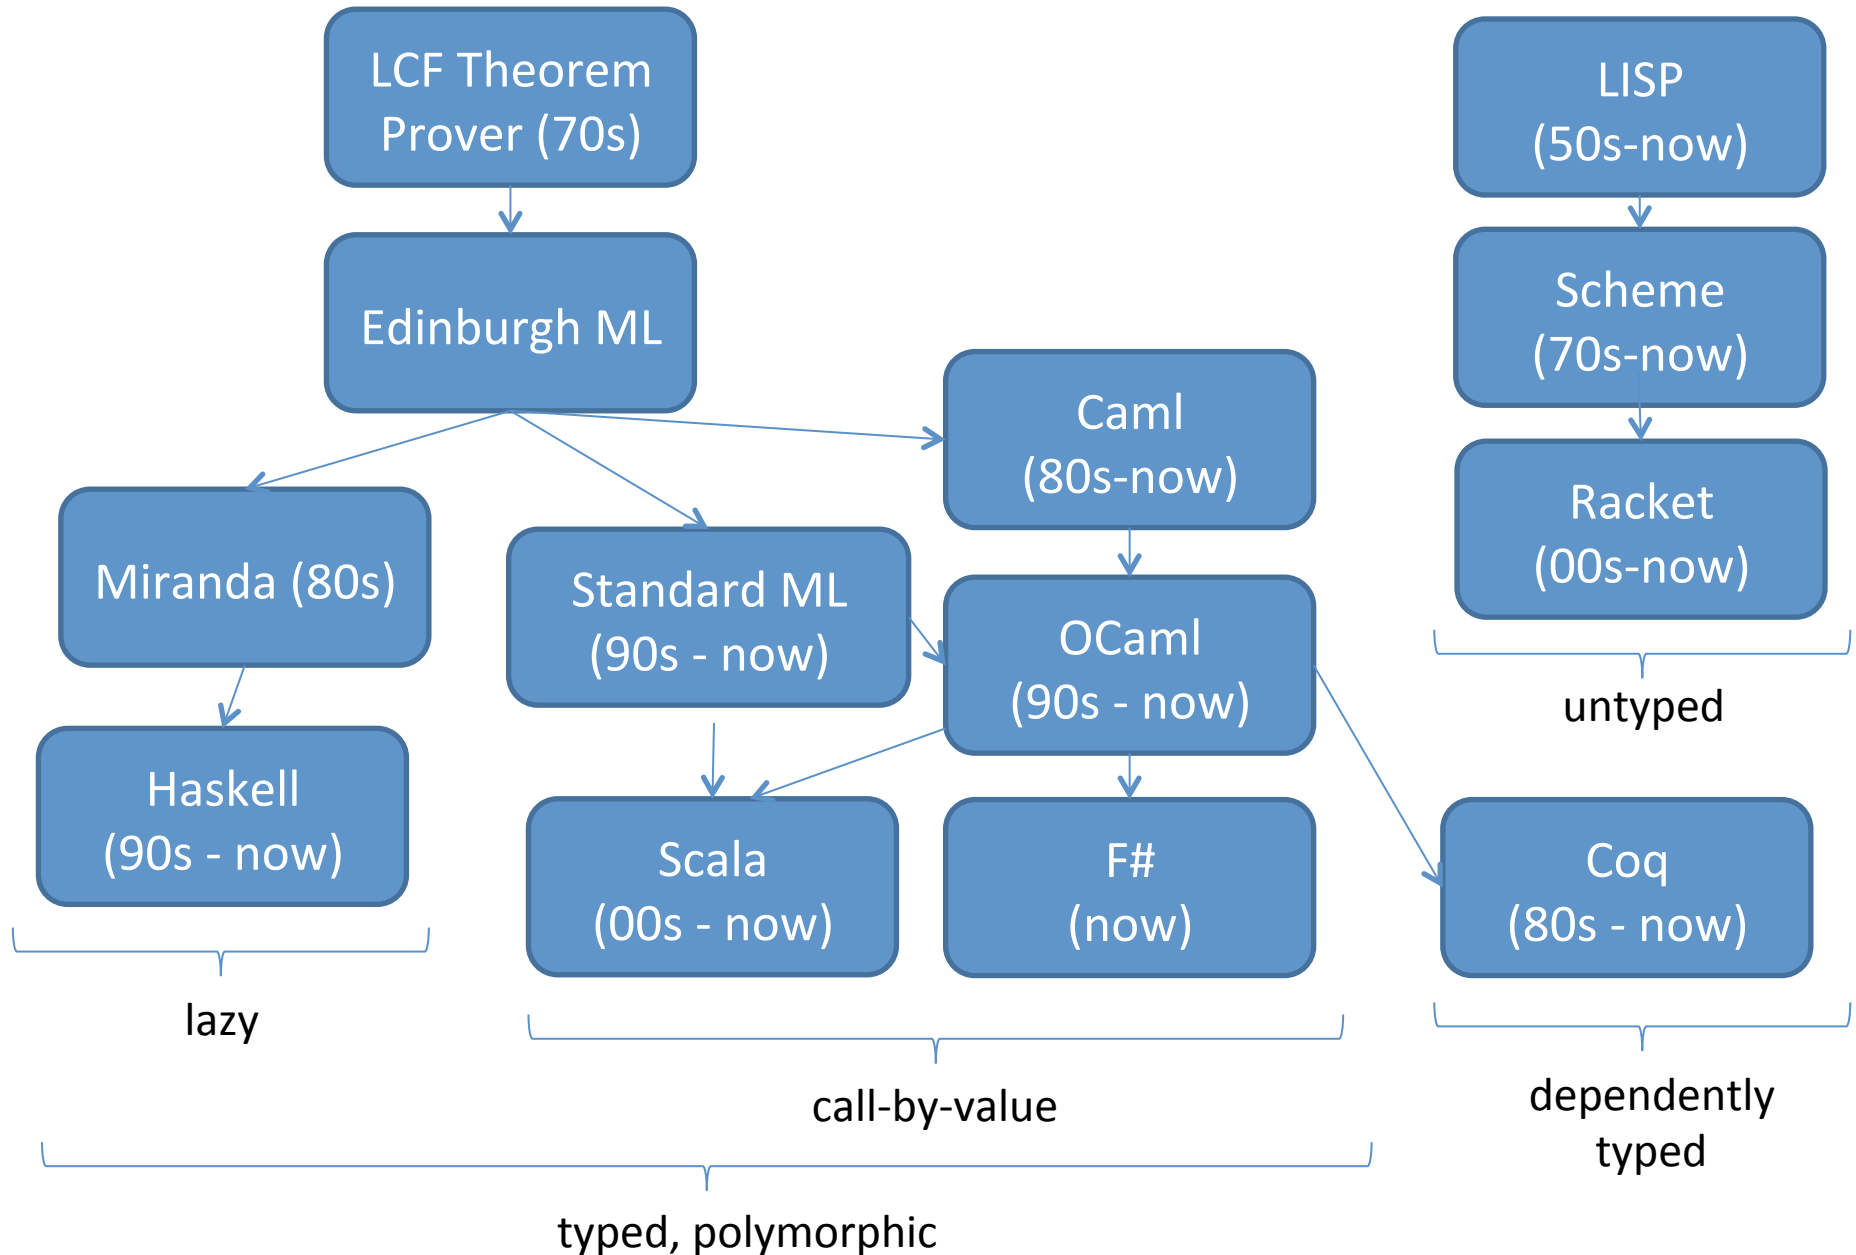 LCF Theorem
Prover (70s)
LISP
(50s-now)
Edinburgh ML
Scheme
(70s-now)
Caml
(80s-now)
Racket
(00s-now)
Miranda (80s)
Standard ML
(90s - now)
OCaml
(90s - now)
untyped
Haskell
(90s - now)
Scala
(00s - now)
F#
(now)
Coq
(80s - now)
lazy
call-by-value
dependently
typed
typed, polymorphic